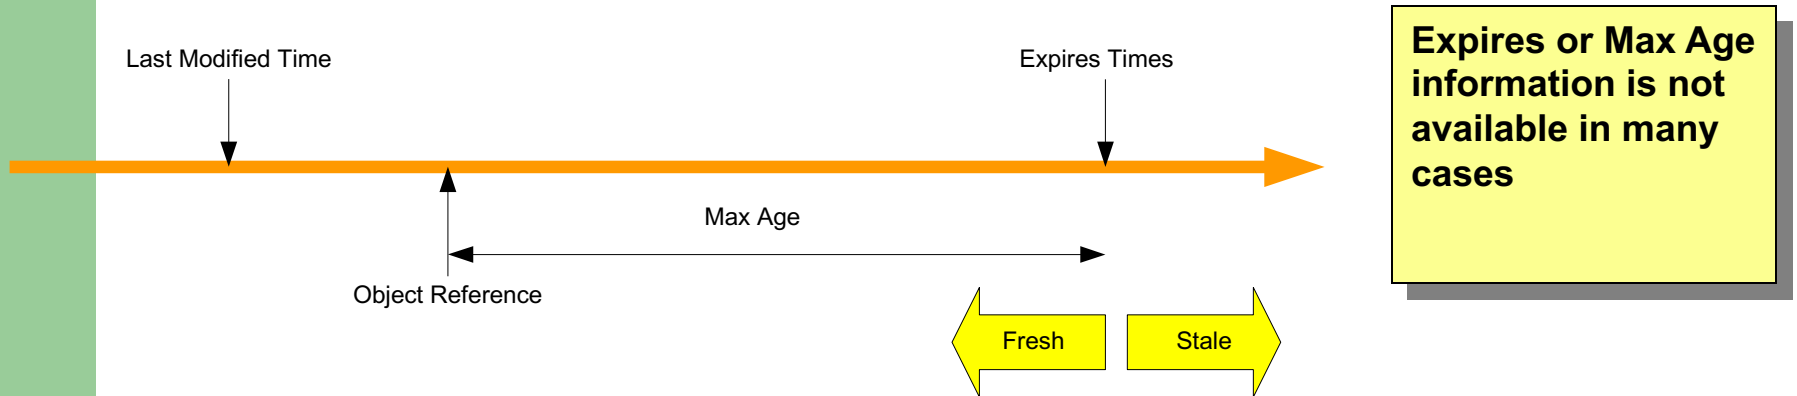 Last Modified Time
Expires Times
Max Age
Object Reference
Fresh
Stale
Expires or Max Age
information is not
available in many
cases